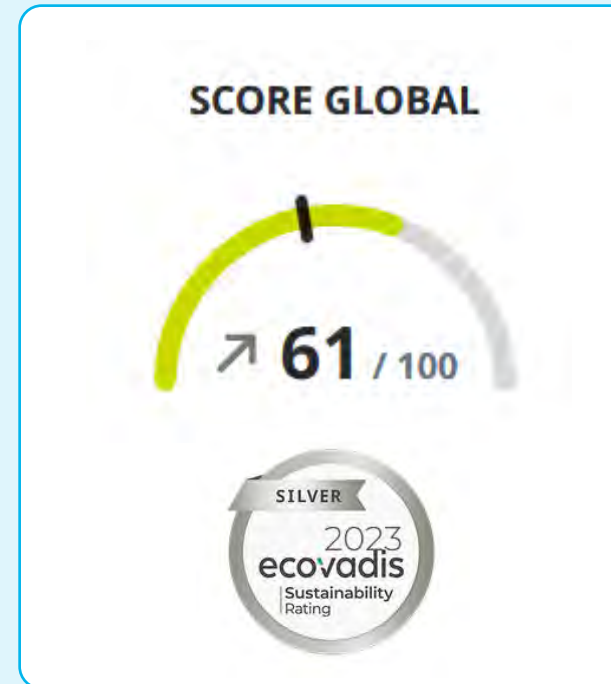 SCORE GLOBAL
61 / 100
SILVER
2023
ecovadis
Sustainability
Rating